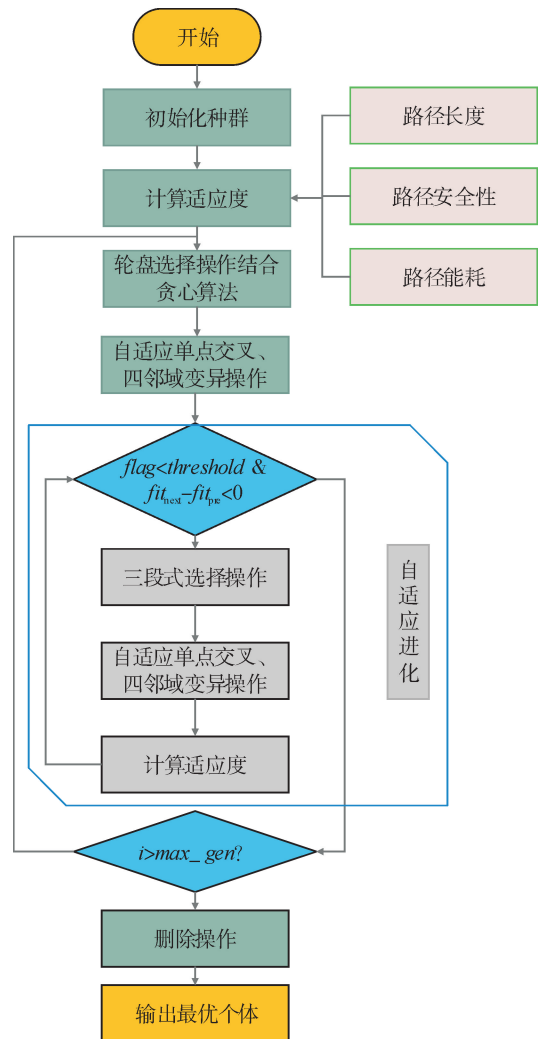 开始
初始化种群
路径长度
计算适应度
路径安全性
轮盘选择操作结合
贪心算法
路径能耗
自适应单点交叉、
四邻域变异操作
flag<threshold &
fit_next−fit_pre<0
三段式选择操作
自适应进化
自适应单点交叉、
四邻域变异操作
计算适应度
i>max_gen?
删除操作
输出最优个体